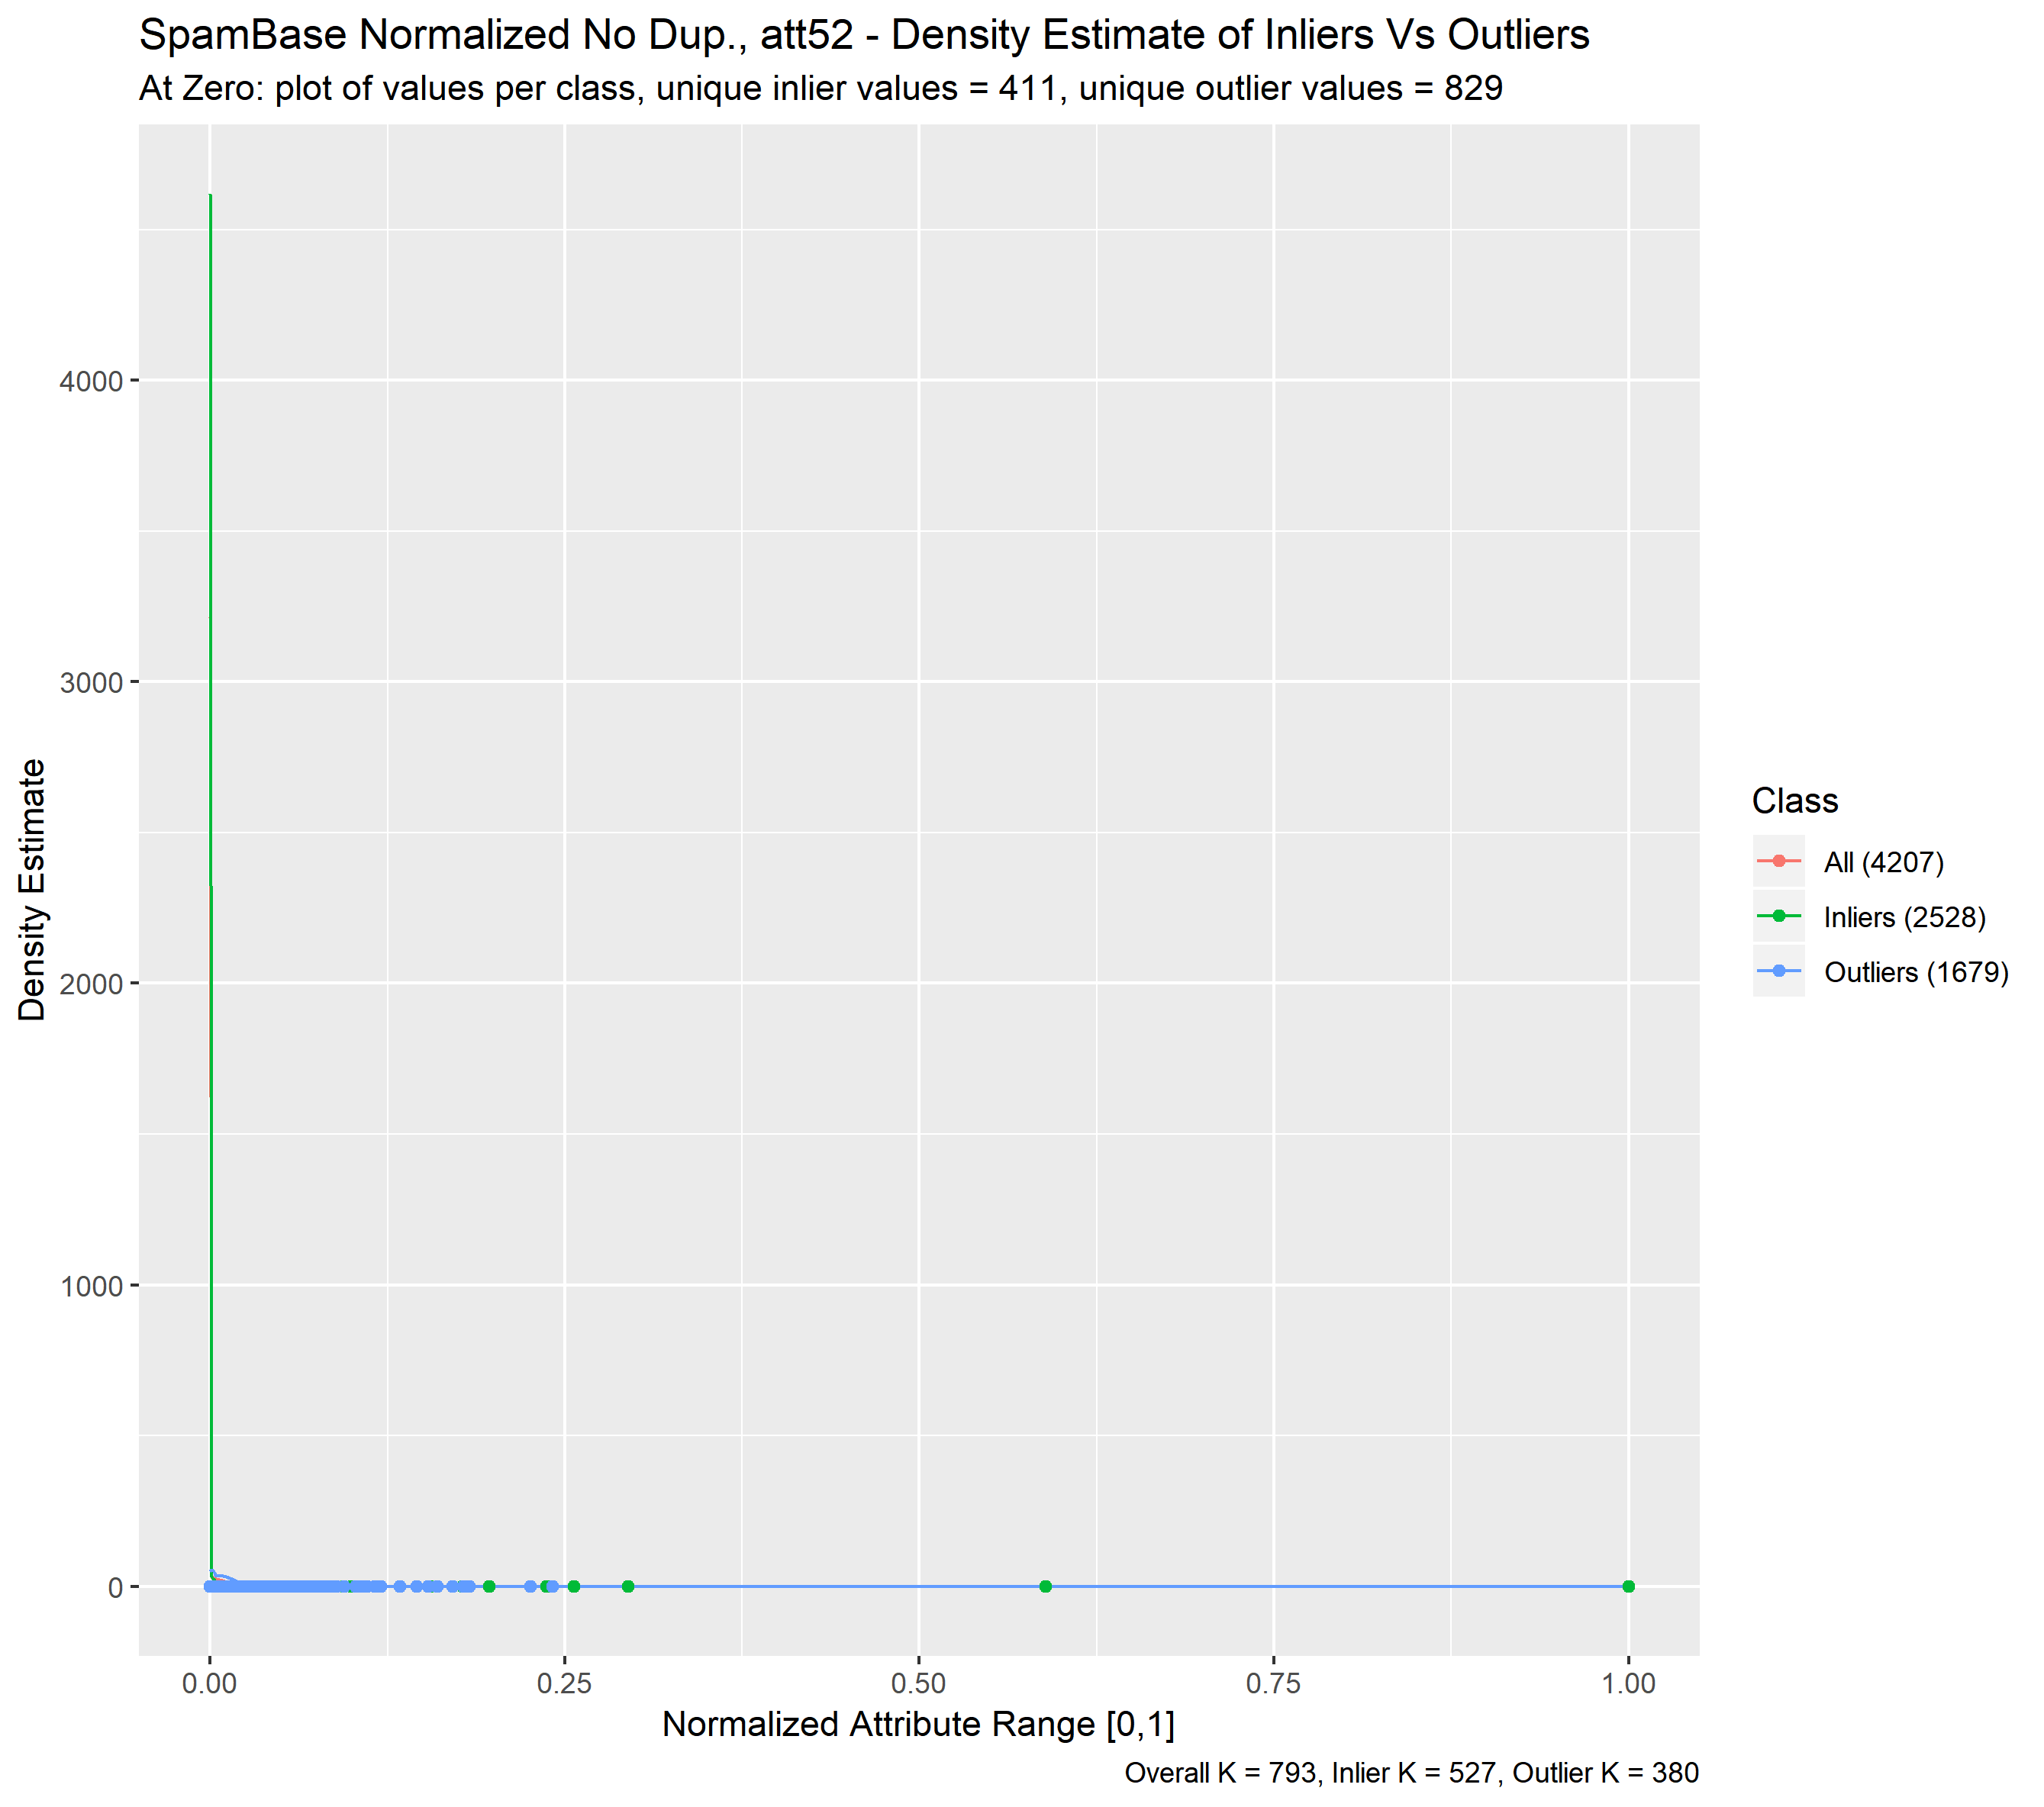 SpamBase Normalized No Dup., att52 - Density Estimate of Inliers Vs Outliers
At Zero: plot of values per class, unique inlier values = 411, unique outlier values = 829
Density Estimate
4000
3000
2000
1000
0
0.00 0.25 0.50 0.75 1.00
Normalized Attribute Range [0,1]
Overall K = 793, Inlier K = 527, Outlier K = 380
Class
All (4207)
Inliers (2528)
Outliers (1679)